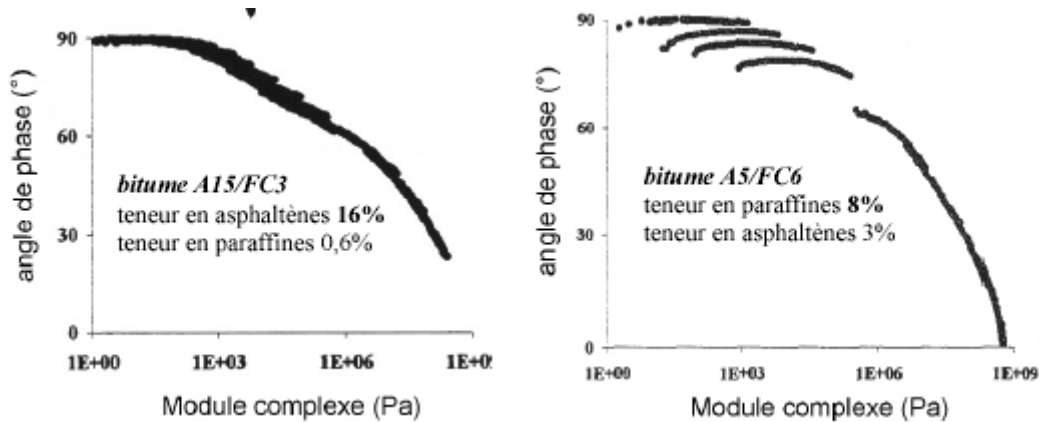 90
60
30
0
angle de phase (°)
bitume A15/FC3
teneur en asphaltènes 16%
teneur en paraffines 0,6%
1E+00 1E+03 1E+06 1E+0
Module complexe (Pa)
90
60
30
0
angle de phase (°)
bitume A5/FC6
teneur en paraffines 8%
teneur en asphaltènes 3%
1E+00 1E+03 1E+06 1E+09
Module complexe (Pa)